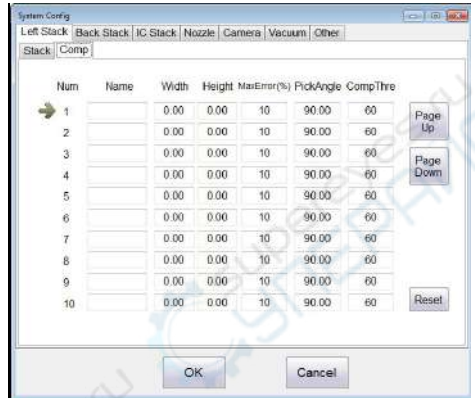 System Config
Left Stack Back Stack IC Stack Nozzle Camera Vacuum Other
Stack Comp
Num Name Width Height MaxError(%) PickAngle CompThre
1 0.00 0.00 10 90.00 60
2 0.00 0.00 10 90.00 60
3 0.00 0.00 10 90.00 60
4 0.00 0.00 10 90.00 60
5 0.00 0.00 10 90.00 60
6 0.00 0.00 10 90.00 60
7 0.00 0.00 10 90.00 60
8 0.00 0.00 10 90.00 60
9 0.00 0.00 10 90.00 60
10 0.00 0.00 10 90.00 60
Page
Up
Page
Down
Reset
OK Cancel
supereyes.ru